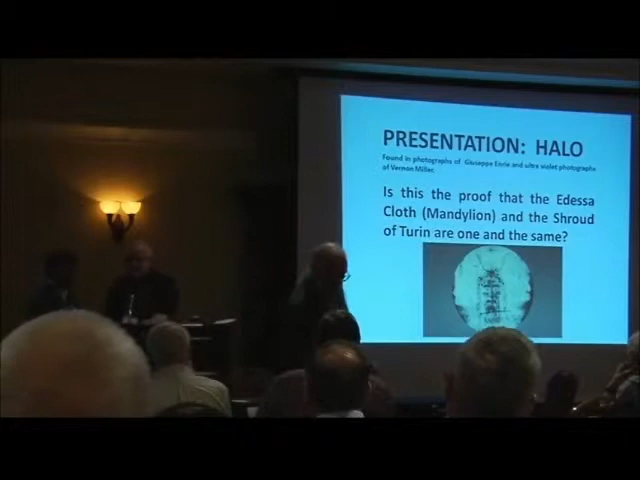 PRESENTATION: HALO
Found in photographs of Giuseppe Enrie and ultra violet photographs
of Vernon Miller.
Is this the proof that the Edessa
Cloth (Mandylion) and the Shroud
of Turin are one and the same?